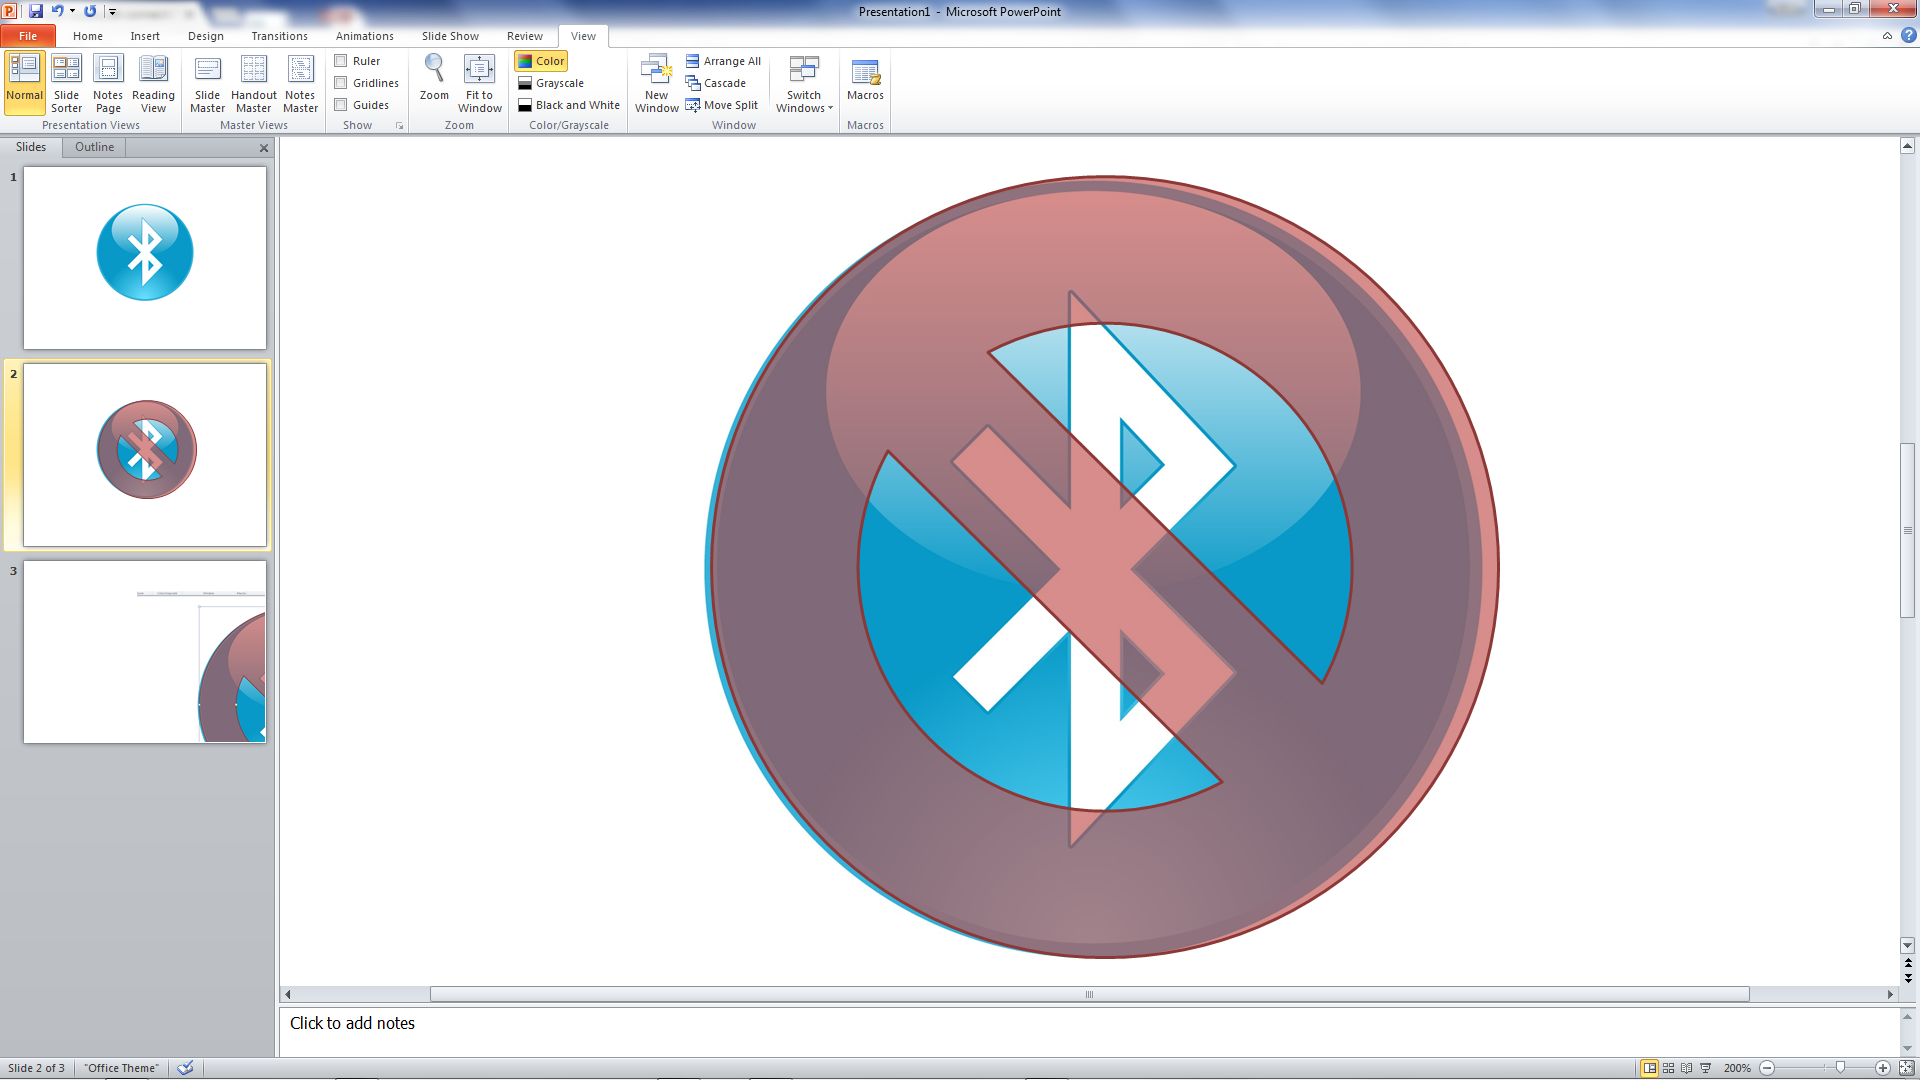 Presentation1 - Microsoft PowerPoint
File Home Insert Design Transitions Animations Slide Show Review View
Normal Slide Sorter Notes Page Reading View
Presentation Views
Slide Master Handout Master Notes Master
Master Views
Ruler
Gridlines
Guides
Show
Zoom Fit to Window
Zoom
Color
Grayscale
Black and White
Color/Grayscale
New Window
Arrange All
Cascade
Move Split
Switch Windows
Window
Macros
Macros
Slides Outline
1
2
3
Click to add notes
Slide 2 of 3 "Office Theme" 200%